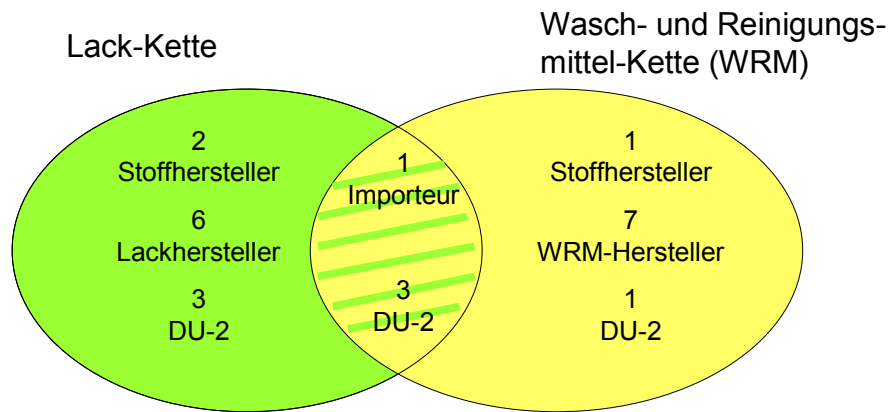 Lack-Kette
Wasch- und Reinigungs-
mittel-Kette (WRM)
2
Stoffhersteller
6
Lackhersteller
3
DU-2
1
Importeur
3
DU-2
1
Stoffhersteller
7
WRM-Hersteller
1
DU-2